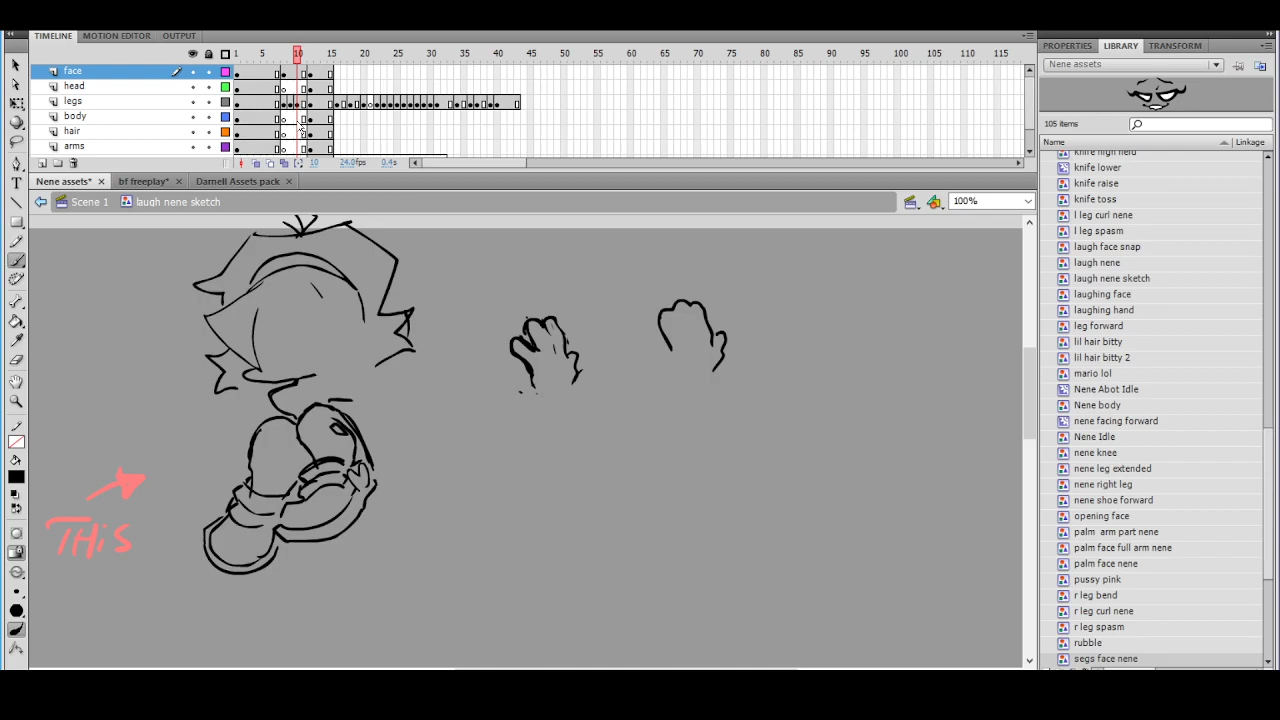 TIMELINE MOTION EDITOR OUTPUT
PROPERTIES LIBRARY TRANSFORM
1 5 10 15 20 25 30 35 40 45 50 55 60 65 70 75 80 85 90 95 100 105 110 115
Nene assets
face
head
legs
body
hair
arms
105 items
Name Linkage
10 24.0fps 0.4s
Nene assets* × bf freeplay* × Darnell Assets pack ×
Scene 1 laugh nene sketch 100%
knife high held
knife lower
knife raise
knife toss
l leg curl nene
l leg spasm
laugh face snap
laugh nene
laugh nene sketch
laughing face
laughing hand
leg forward
lil hair bitty
lil hair bitty 2
mario lol
Nene Abot Idle
Nene body
nene facing forward
Nene Idle
nene knee
nene leg extended
nene right leg
nene shoe forward
opening face
palm arm part nene
palm face full arm nene
palm face nene
pussy pink
r leg bend
r leg curl nene
r leg spasm
rubble
segs face nene
T
THiS